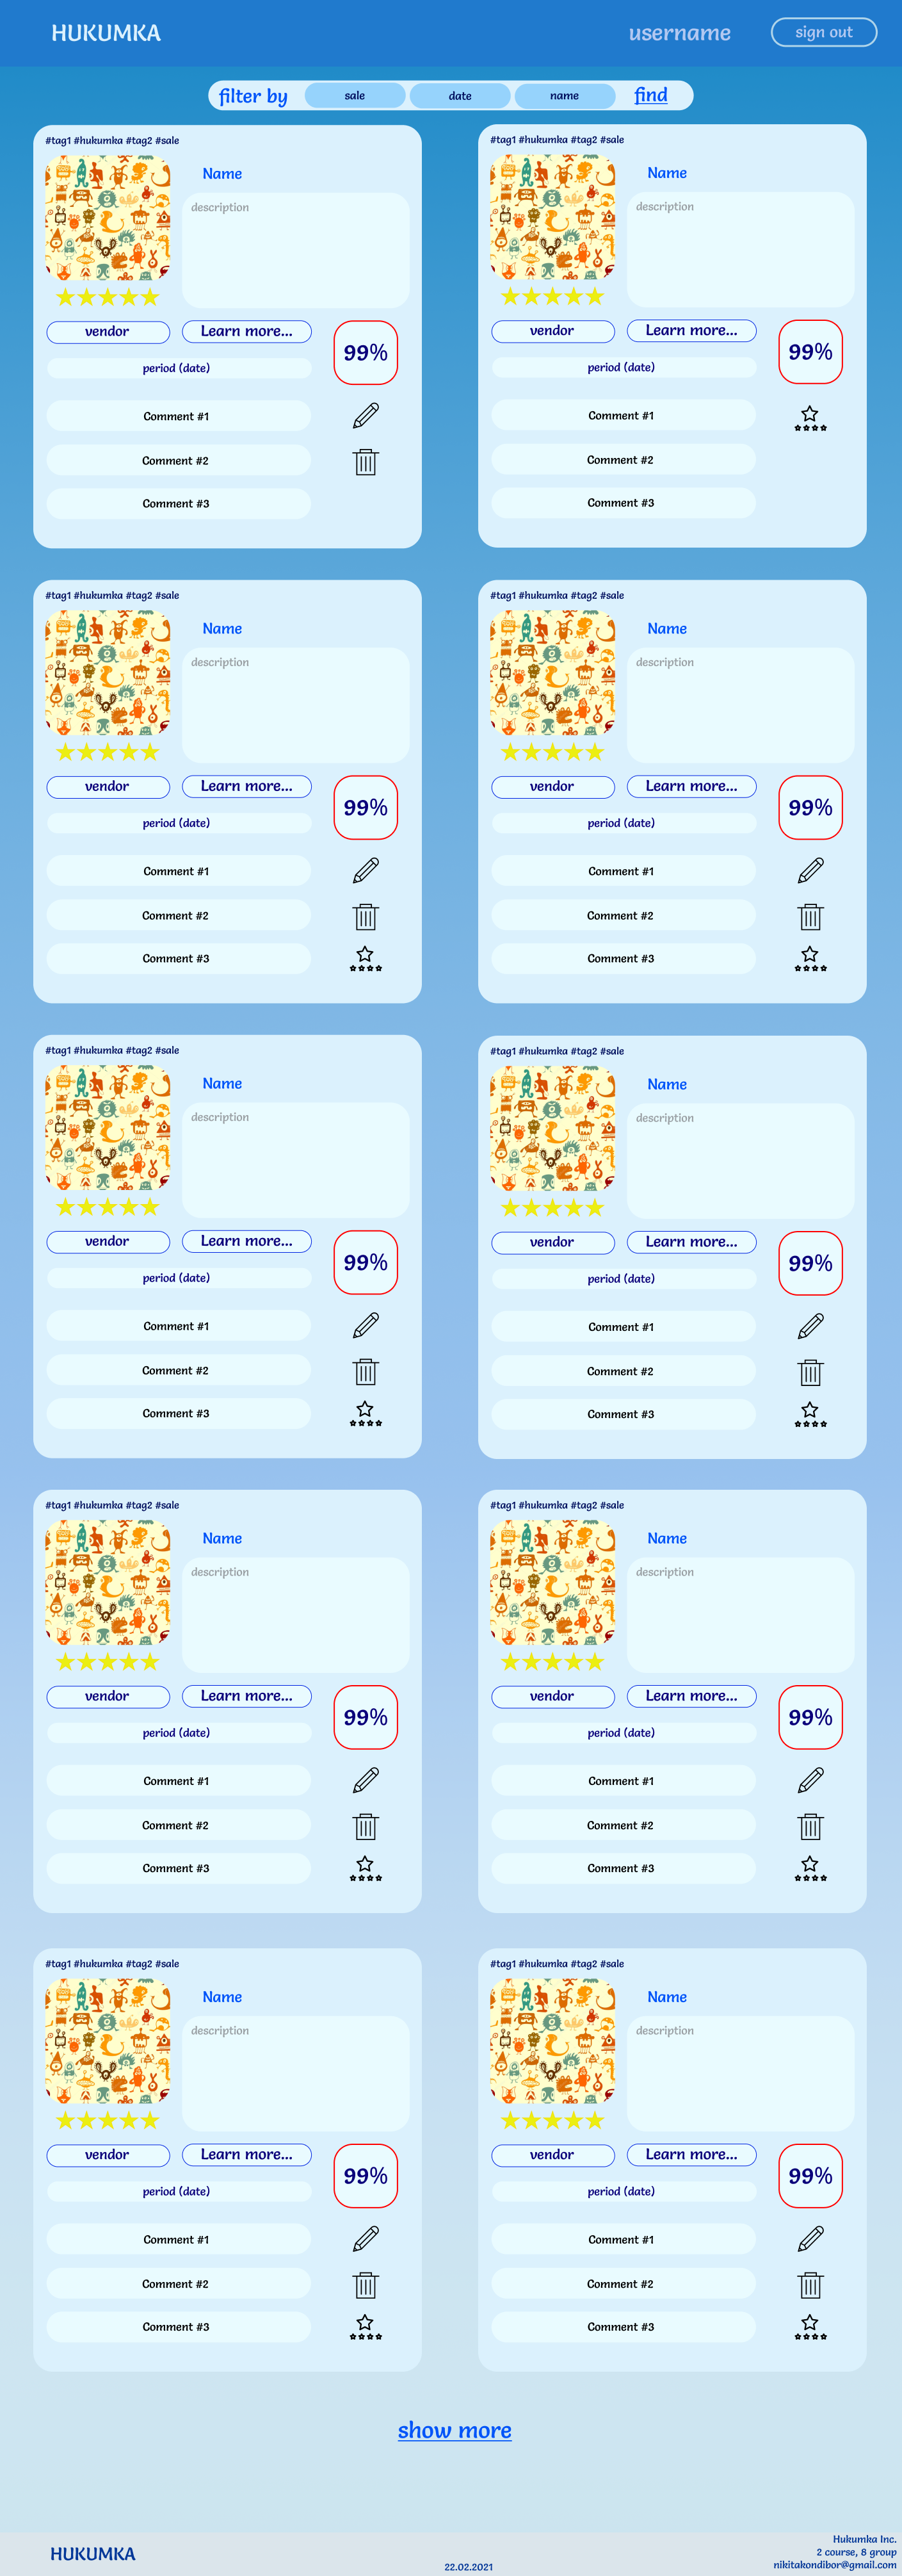 HUKUMKA
username
sign out
filter by
sale
date
name
find
#tag1 #hukumka #tag2 #sale
Name
description
vendor
Learn more...
99%
period (date)
Comment #1
Comment #2
Comment #3
#tag1 #hukumka #tag2 #sale
Name
description
vendor
Learn more...
99%
period (date)
Comment #1
Comment #2
Comment #3
#tag1 #hukumka #tag2 #sale
Name
description
vendor
Learn more...
99%
period (date)
Comment #1
Comment #2
Comment #3
#tag1 #hukumka #tag2 #sale
Name
description
vendor
Learn more...
99%
period (date)
Comment #1
Comment #2
Comment #3
#tag1 #hukumka #tag2 #sale
Name
description
vendor
Learn more...
99%
period (date)
Comment #1
Comment #2
Comment #3
#tag1 #hukumka #tag2 #sale
Name
description
vendor
Learn more...
99%
period (date)
Comment #1
Comment #2
Comment #3
#tag1 #hukumka #tag2 #sale
Name
description
vendor
Learn more...
99%
period (date)
Comment #1
Comment #2
Comment #3
#tag1 #hukumka #tag2 #sale
Name
description
vendor
Learn more...
99%
period (date)
Comment #1
Comment #2
Comment #3
#tag1 #hukumka #tag2 #sale
Name
description
vendor
Learn more...
99%
period (date)
Comment #1
Comment #2
Comment #3
#tag1 #hukumka #tag2 #sale
Name
description
vendor
Learn more...
99%
period (date)
Comment #1
Comment #2
Comment #3
show more
HUKUMKA
22.02.2021
Hukumka Inc.
2 course, 8 group
nikitakondibor@gmail.com